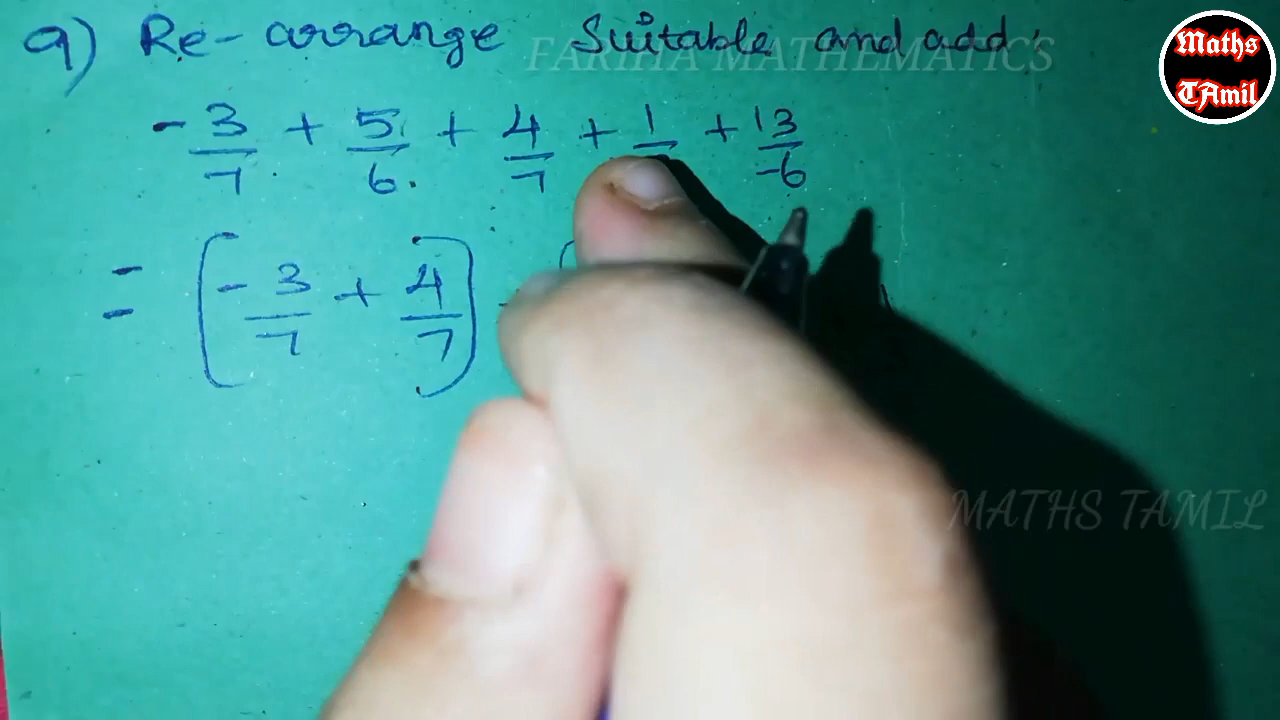 9) Re-arrange Suitable and add.
FARIHA MATHEMATICS
Maths
TAmil
-3/7 + 5/6 + 4/7 + 1 + 13/-6
= (-3/7 + 4/7)
MATHS TAMIL